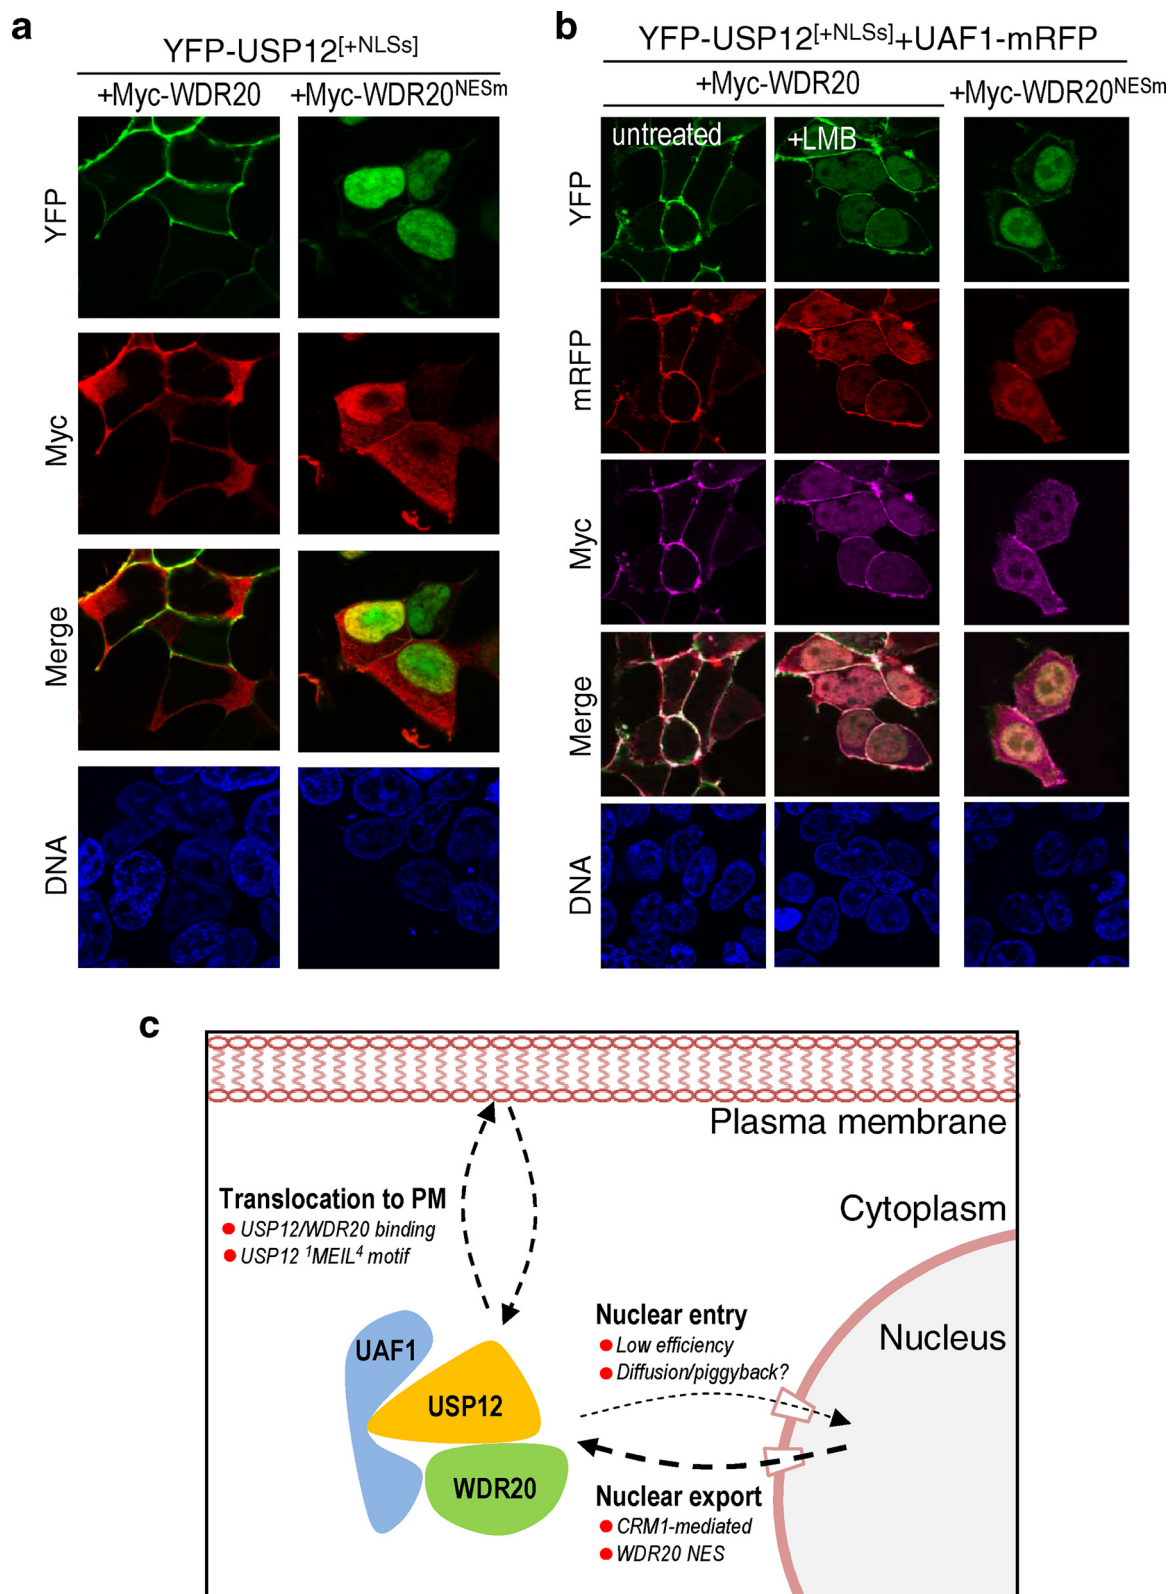 a
YFP-USP12[+NLSs]
+Myc-WDR20
+Myc-WDR20NESm
YFP
Myc
Merge
DNA
b
YFP-USP12[+NLSs]+UAF1-mRFP
+Myc-WDR20
+Myc-WDR20NESm
untreated
+LMB
YFP
mRFP
Myc
Merge
DNA
c
Plasma membrane
Translocation to PM
USP12/WDR20 binding
USP12 1MEIL4 motif
Cytoplasm
Nuclear entry
Low efficiency
Diffusion/piggyback?
Nucleus
UAF1
USP12
WDR20
Nuclear export
CRM1-mediated
WDR20 NES